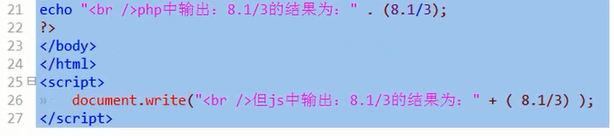 21 echo "<br />php中输出：8.1/3的结果为：" . (8.1/3);
22 ?>
23 </body>
24 </html>
25 <script>
26 » document.write("<br />但js中输出：8.1/3的结果为：" + ( 8.1/3) );
27 </script>